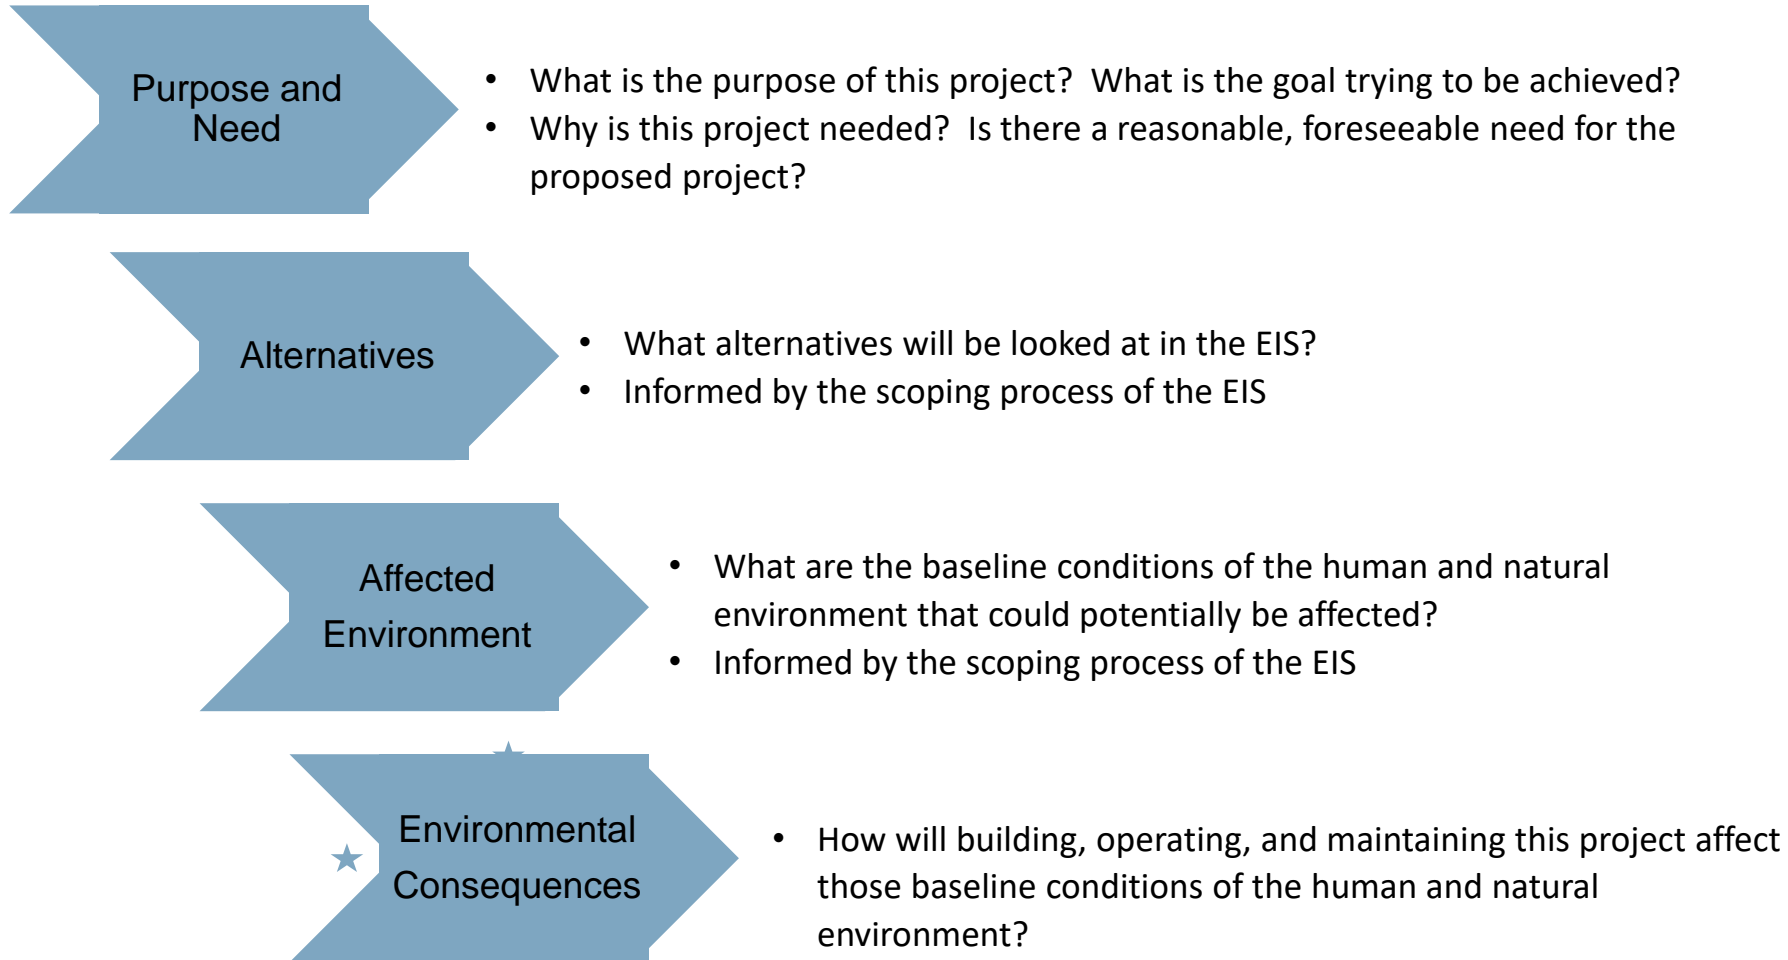 Purpose and
Need
• What is the purpose of this project?  What is the goal trying to be achieved?
• Why is this project needed?  Is there a reasonable, foreseeable need for the
proposed project?
Alternatives
• What alternatives will be looked at in the EIS?
• Informed by the scoping process of the EIS
Affected
Environment
• What are the baseline conditions of the human and natural
environment that could potentially be affected?
• Informed by the scoping process of the EIS
Environmental
Consequences
• How will building, operating, and maintaining this project affect
those baseline conditions of the human and natural
environment?